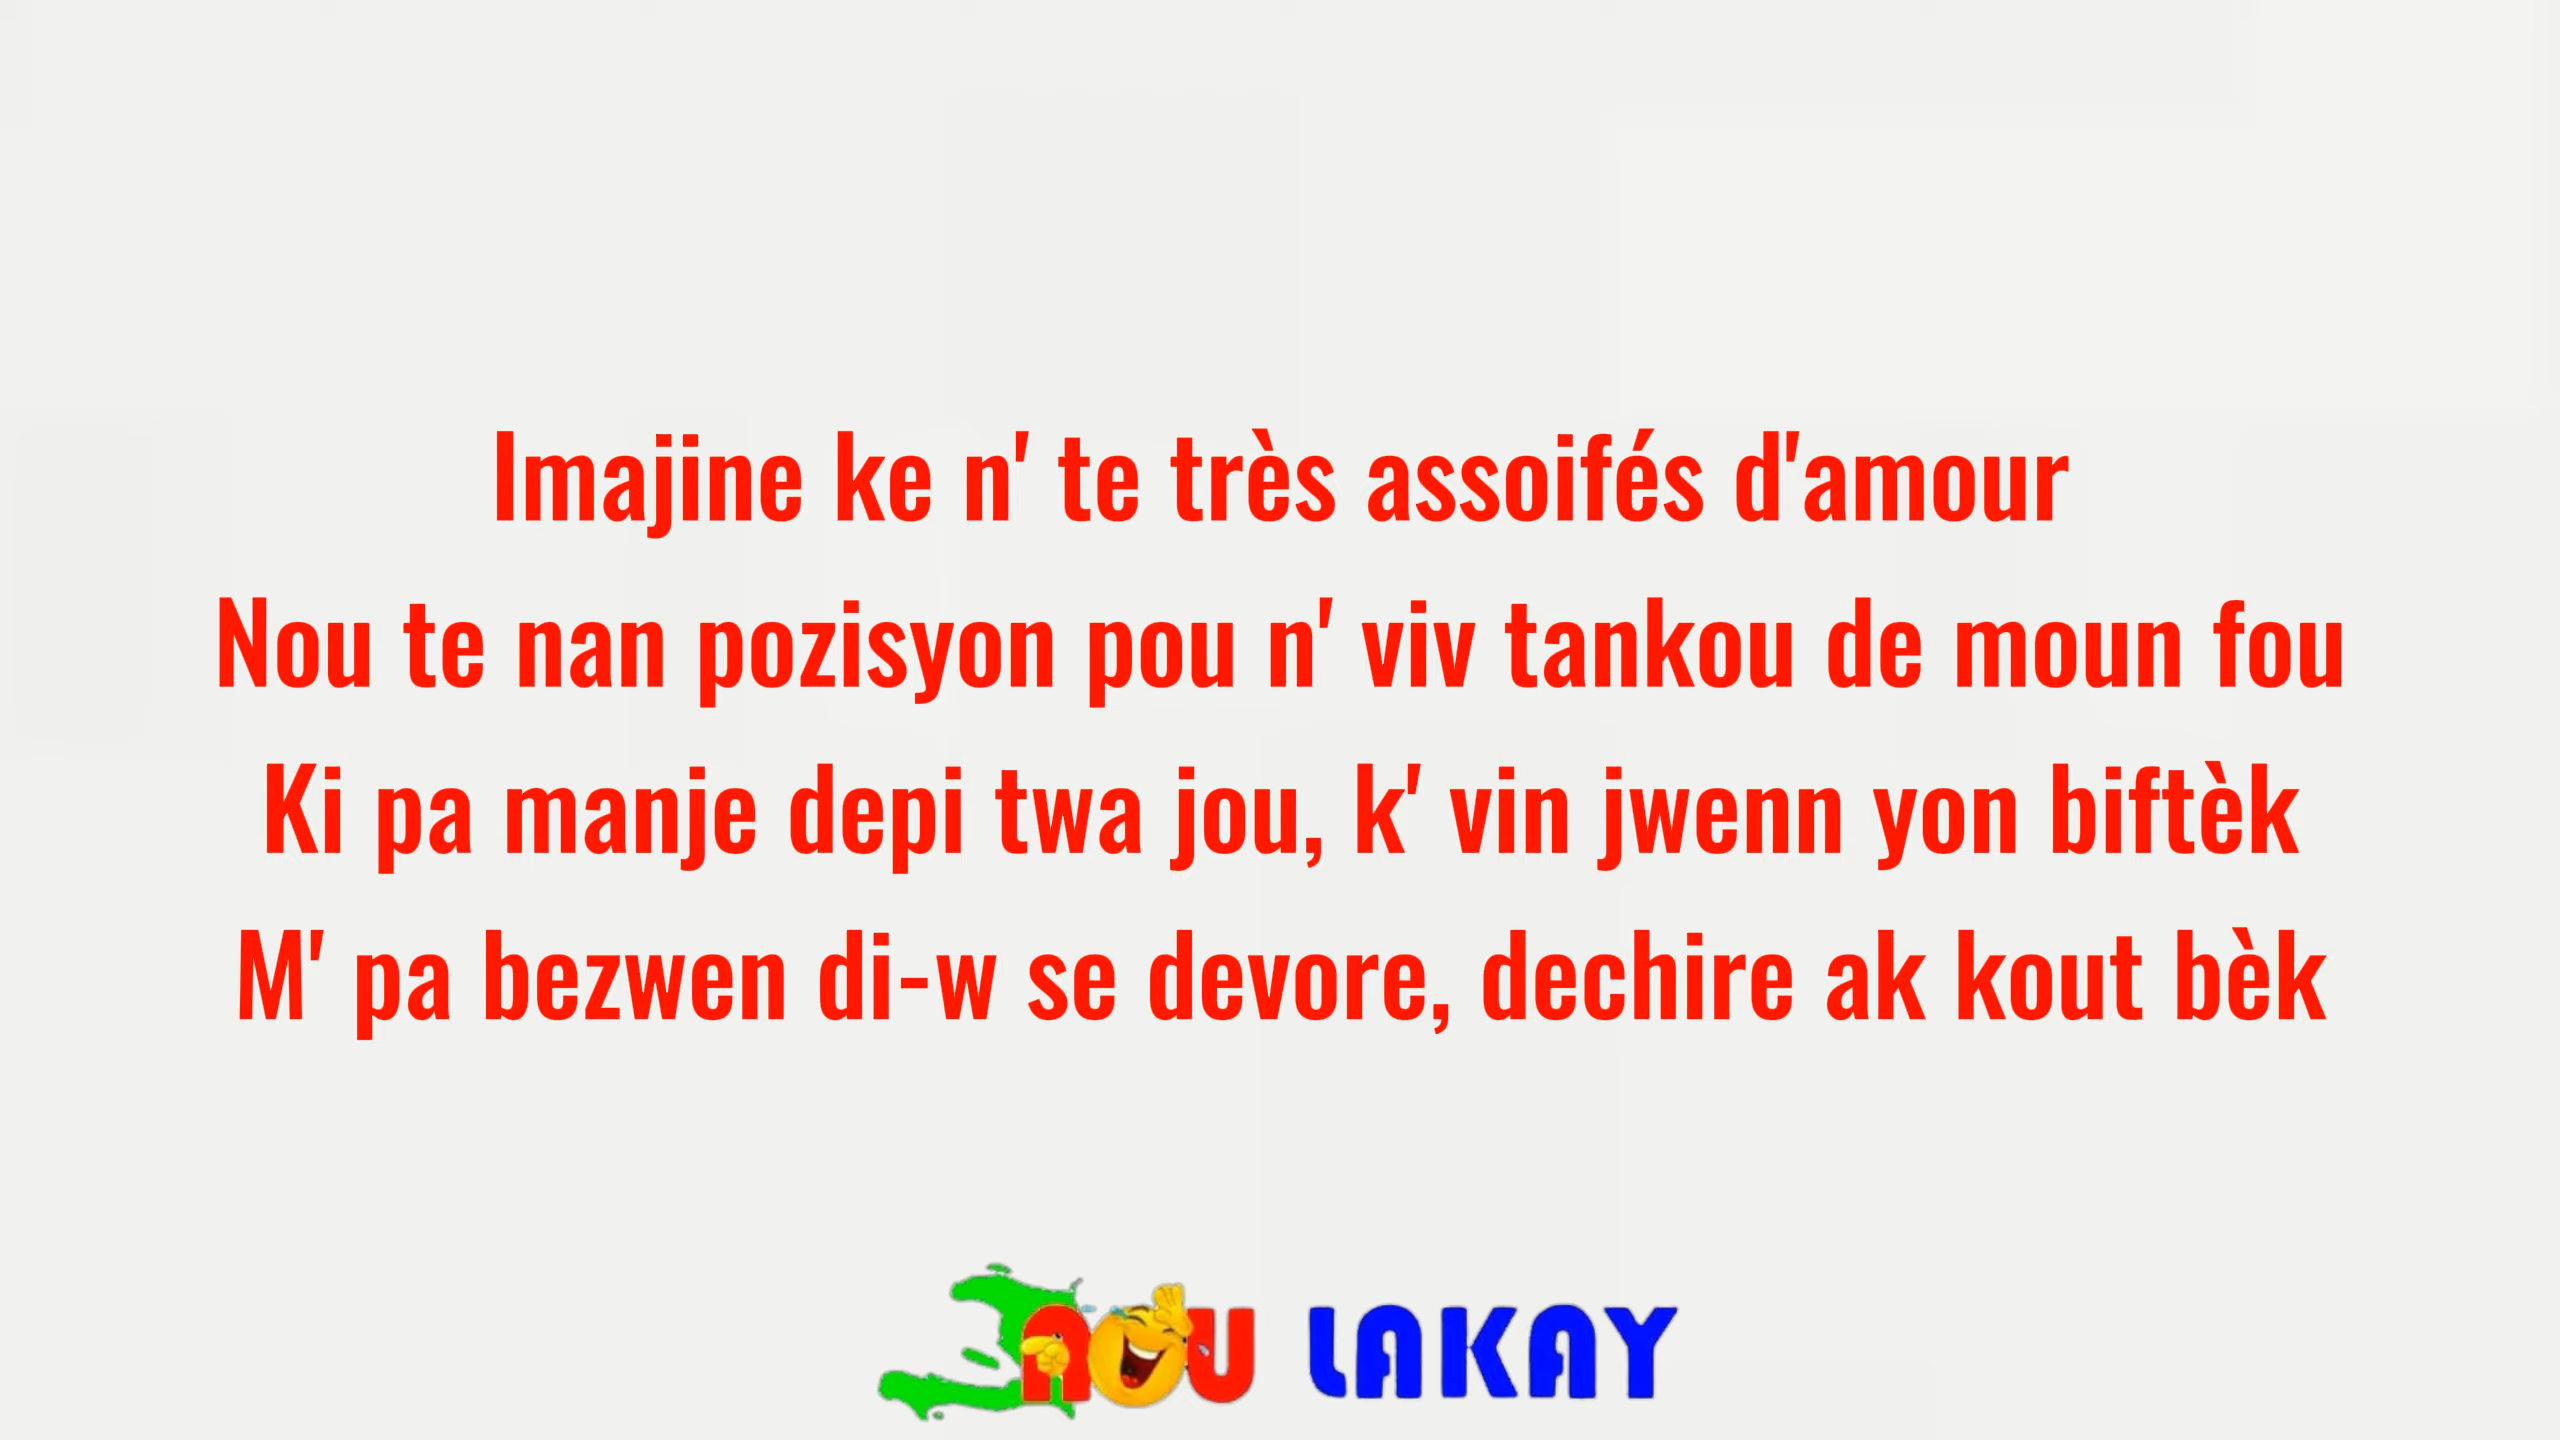 Imajine ke n' te très assoifés d'amour
Nou te nan pozisyon pou n' viv tankou de moun fou
Ki pa manje depi twa jou, k' vin jwenn yon biftèk
M' pa bezwen di-w se devore, dechire ak kout bèk
NOU LAKAY